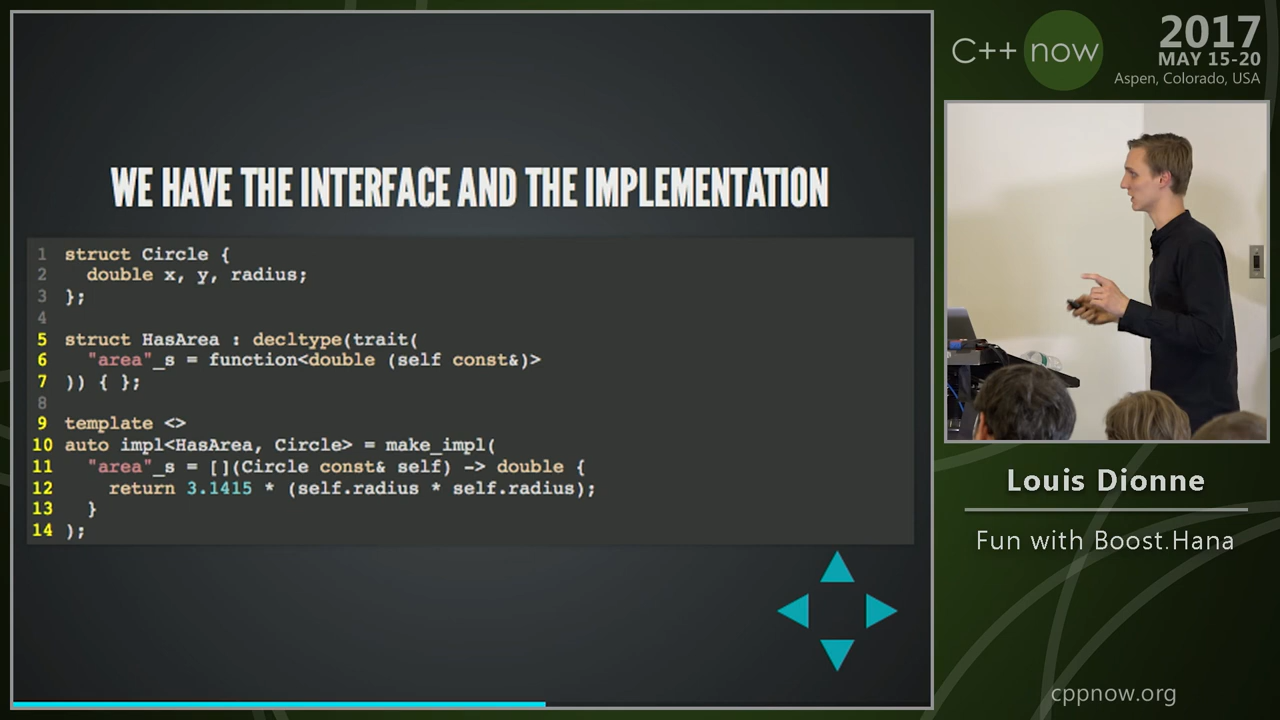 WE HAVE THE INTERFACE AND THE IMPLEMENTATION
1 struct Circle {
2   double x, y, radius;
3 };
4
5 struct HasArea : decltype(trait(
6   "area"_s = function<double (self const&)>
7 )) { };
8
9 template <>
10 auto impl<HasArea, Circle> = make_impl(
11   "area"_s = [](Circle const& self) -> double {
12     return 3.1415 * (self.radius * self.radius);
13   }
14 );
C++ now
2017
MAY 15-20
Aspen, Colorado, USA
Louis Dionne
Fun with Boost.Hana
cppnow.org